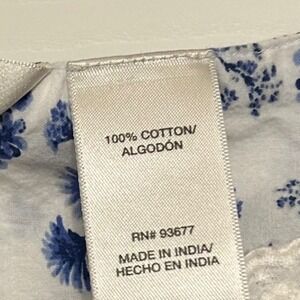 100% COTTON/
ALGODÓN
RN# 93677
MADE IN INDIA/
HECHO EN INDIA